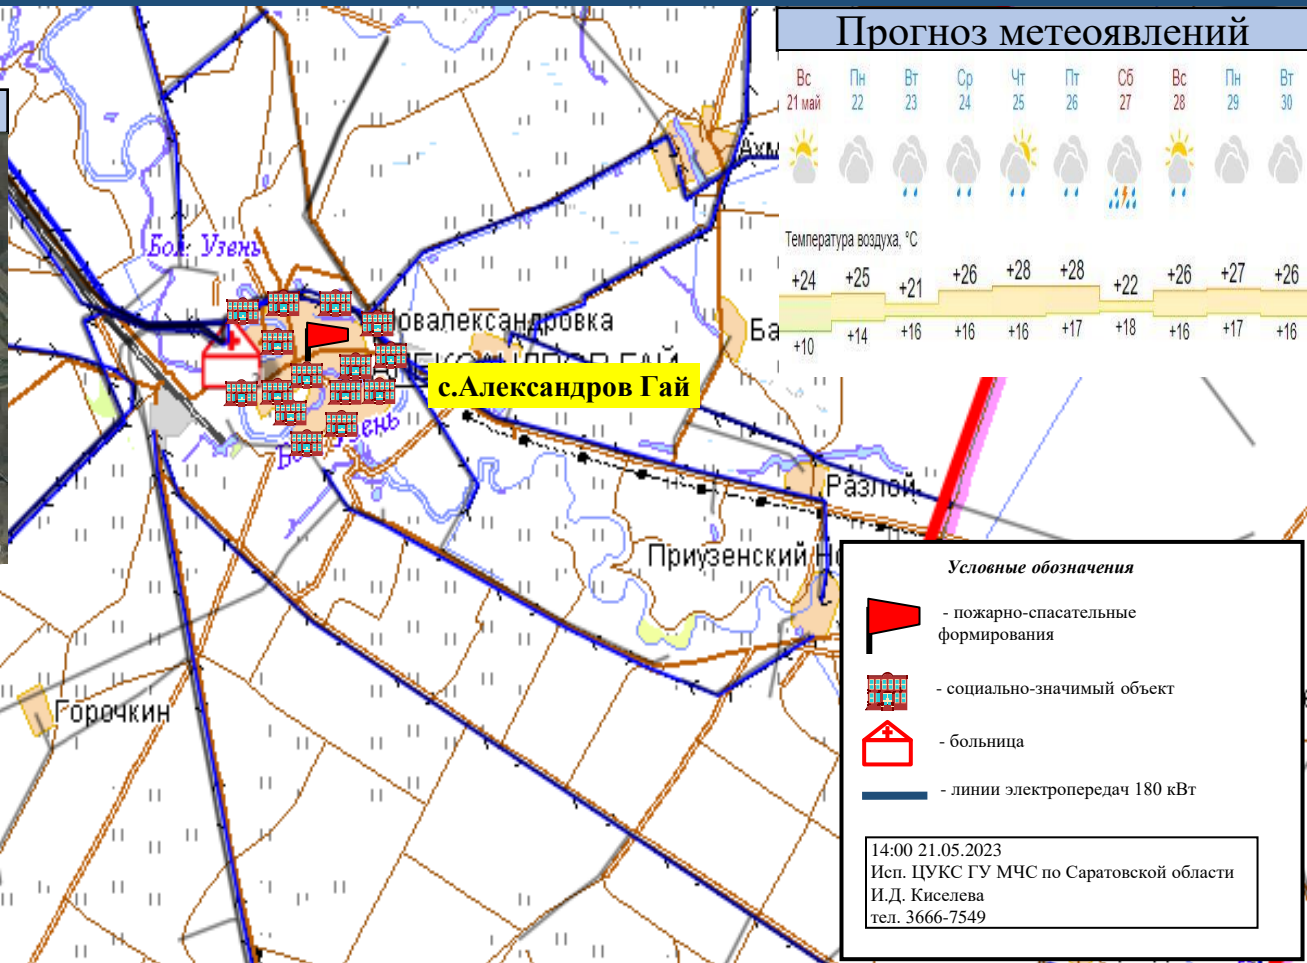 Прогноз метеоявлений
Вс Пн Вт Ср Чт Пт Сб Вс Пн Вт
21 май 22 23 24 25 26 27 28 29 30
Температура воздуха, °C
+24 +25 +21 +26 +28 +28 +22 +26 +27 +26
+10 +14 +16 +16 +16 +17 +18 +16 +17 +16
Бол. Узень
с.Александров Гай
Разлой
Приузенский
Горочкин
Условные обозначения
- пожарно-спасательные
формирования
- социально-значимый объект
- больница
- линии электропередач 180 кВт
14:00 21.05.2023
Исп. ЦУКС ГУ МЧС по Саратовской области
И.Д. Киселева
тел. 3666-7549